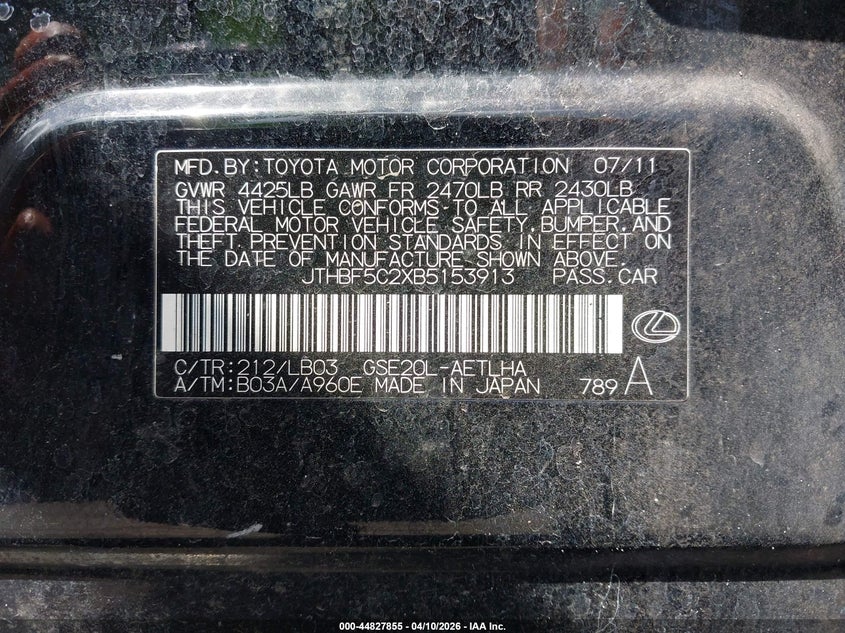 MFD.BY:TOYOTA MOTOR CORPORATION 07/11
GVWR 4425LB GAWR FR 2470LB RR 2430LB
THIS VEHICLE CONFORMS TO ALL APPLICABLE
FEDERAL MOTOR VEHICLE SAFETY,BUMPER,AND
THEFT PREVENTION STANDARDS IN EFFECT ON
THE DATE OF MANUFACTURE SHOWN ABOVE.
JTHBF5C2XB5153913 PASS.CAR
C/TR:212/LB03 GSE20L-AETLHA
A/TM:B03A/A960E MADE IN JAPAN 789 A
000-44827855 - 04/10/2026 - IAA Inc.